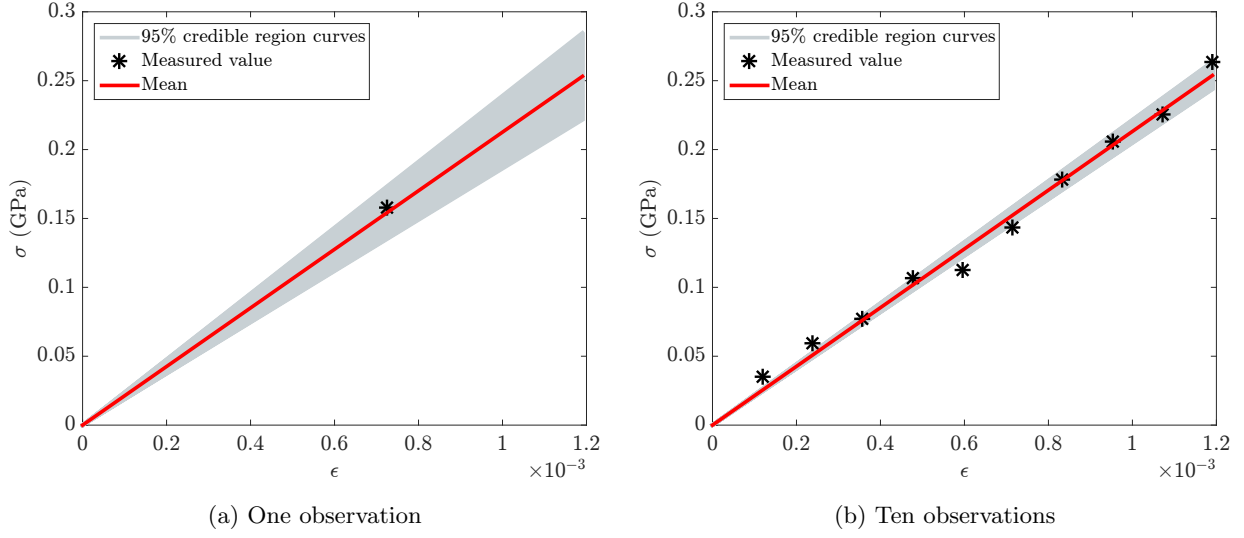 0.3
0.25
0.2
0.15
0.1
0.05
0
σ (GPa)
95% credible region curves
Measured value
Mean
0
0.2
0.4
0.6
0.8
1
1.2
×10⁻³
ϵ
(a) One observation
0.3
0.25
0.2
0.15
0.1
0.05
0
σ (GPa)
95% credible region curves
Measured value
Mean
0
0.2
0.4
0.6
0.8
1
1.2
×10⁻³
ϵ
(b) Ten observations